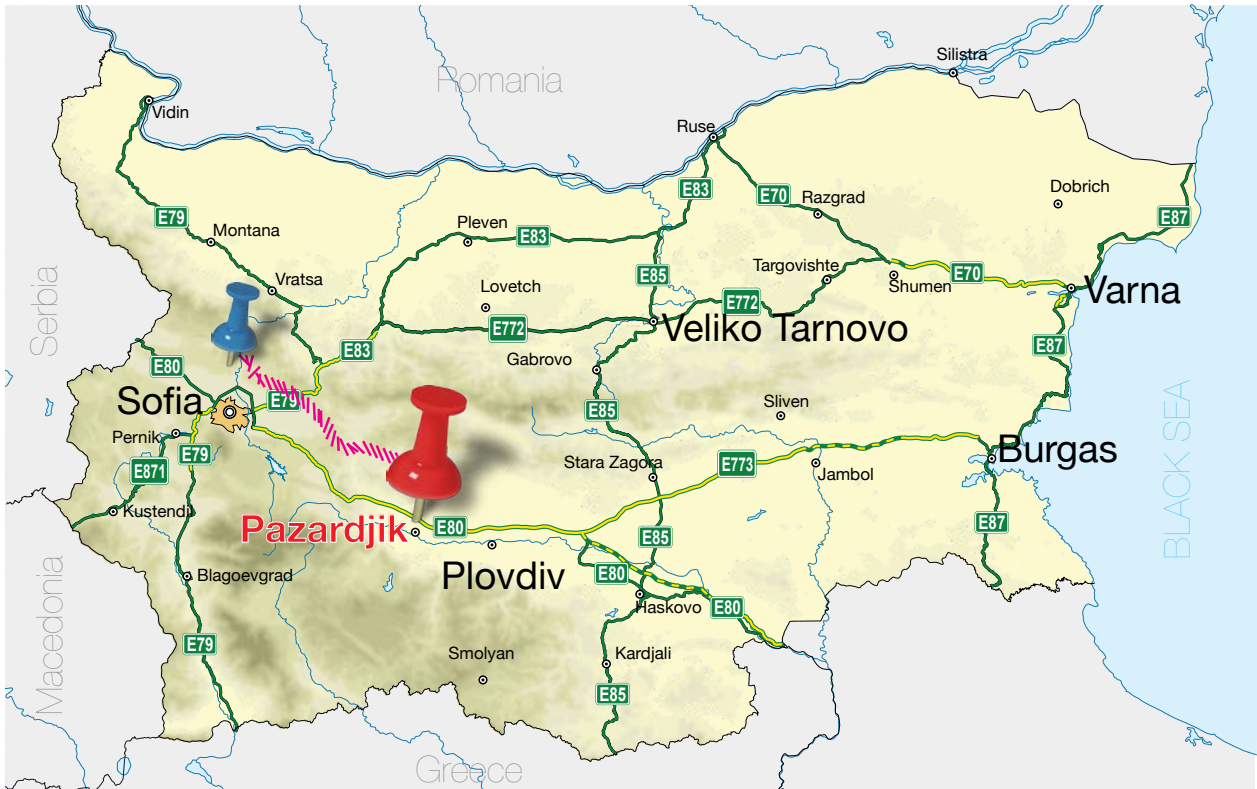 Silistra
Romania
Vidin
Ruse
E83
E70
Razgrad
Dobrich
E79
Montana
Pleven
E83
E87
Vratsa
Lovetch
E85
Targovishte
Shumen
E70
Varna
Serbia
E772
E772
Veliko Tarnovo
E80
E83
Gabrovo
E87
Sofia
E79
E85
Sliven
Pernik
E79
E871
Stara Zagora
E773
Jambol
Burgas
BLACK SEA
Kustendil
Pazardjik
E80
E85
E87
Plovdiv
Blagoevgrad
E80
Haskovo
E80
Macedonia
E79
Smolyan
Kardjali
E85
Greece